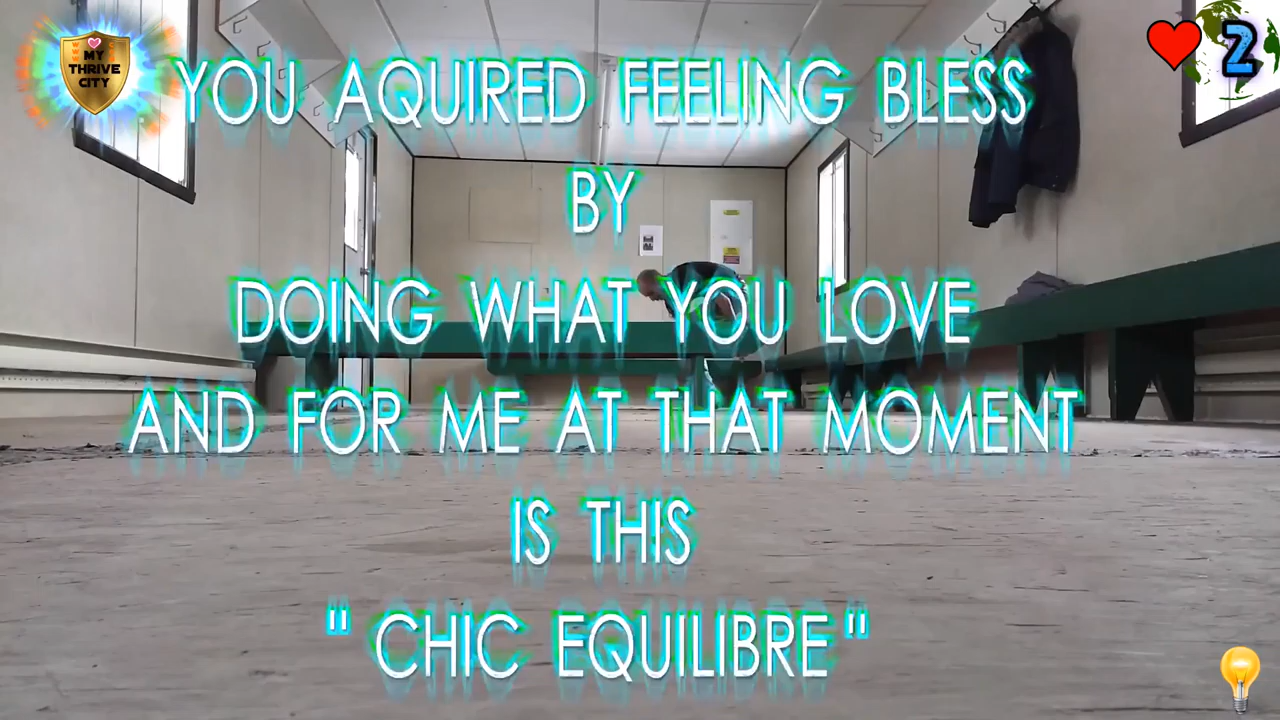 WWW
MY
THRIVE
CITY
2
YOU AQUIRED FEELING BLESS
BY
DOING WHAT YOU LOVE
AND FOR ME AT THAT MOMENT
IS THIS
" CHIC EQUILIBRE "